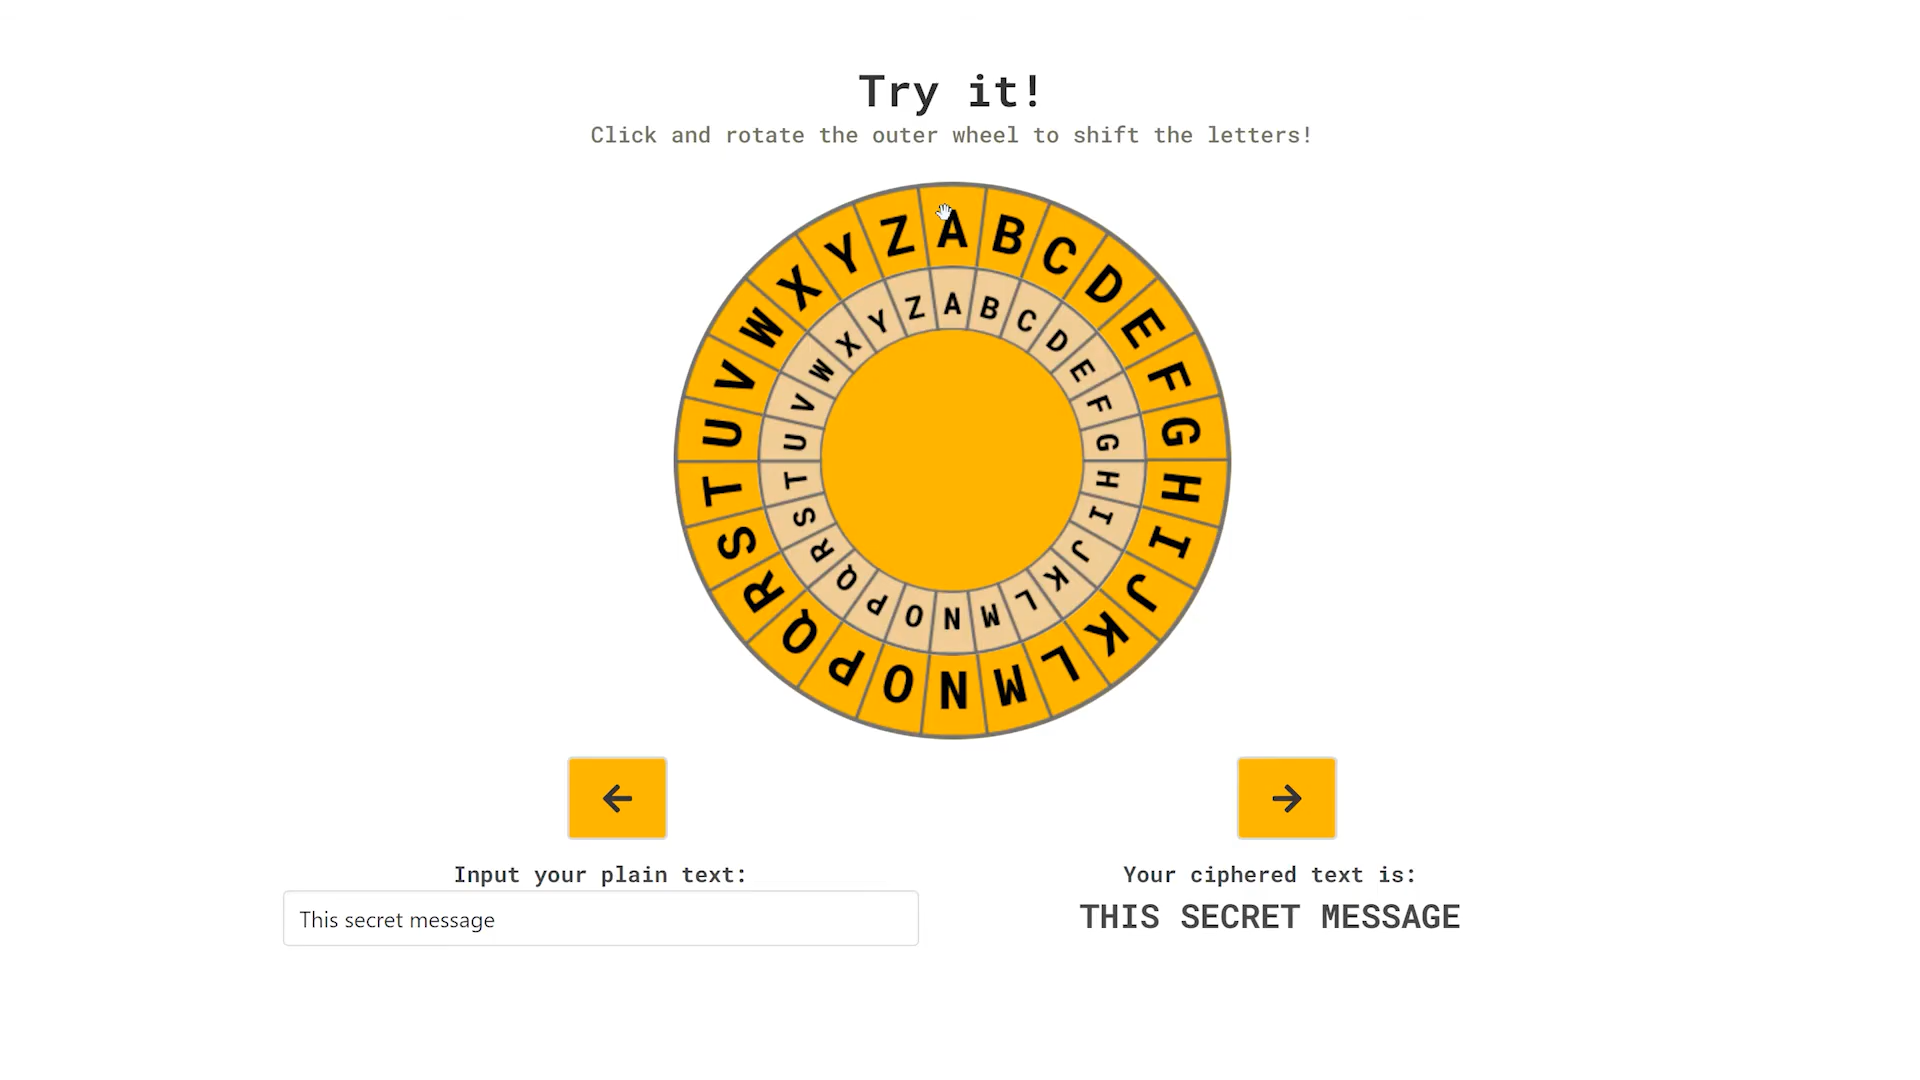 Try it!
Click and rotate the outer wheel to shift the letters!
A B C D E F G H I J K L M N O P Q R S T U V W X Y Z
A B C D E F G H I J K L M N O P Q R S T U V W X Y Z
Input your plain text:
This secret message
Your ciphered text is:
THIS SECRET MESSAGE